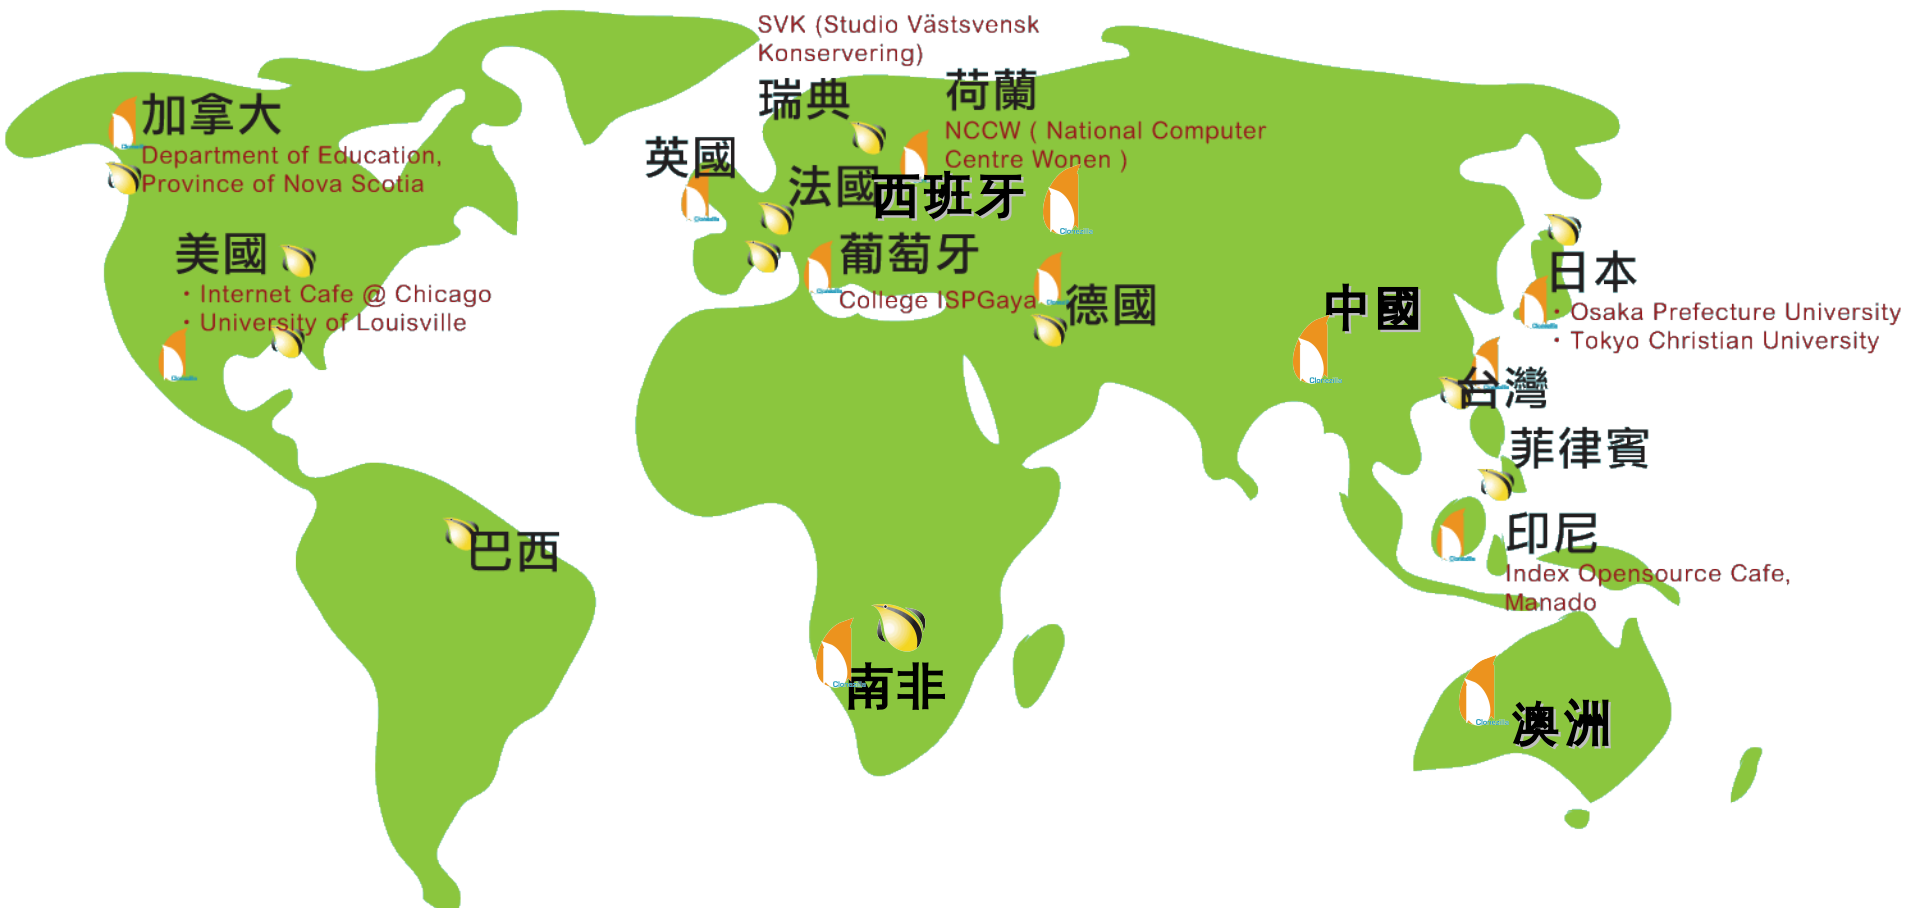 SVK (Studio Västsvensk
Konservering)
瑞典
荷蘭
NCCW ( National Computer
Centre Wonen )
加拿大
Department of Education,
Province of Nova Scotia
英國
法國
西班牙
美國
・Internet Cafe @ Chicago
・University of Louisville
葡萄牙
College ISPGaya
德國
中國
日本
・Osaka Prefecture University
・Tokyo Christian University
台灣
菲律賓
巴西
印尼
Index Opensource Cafe,
Manado
南非
澳洲